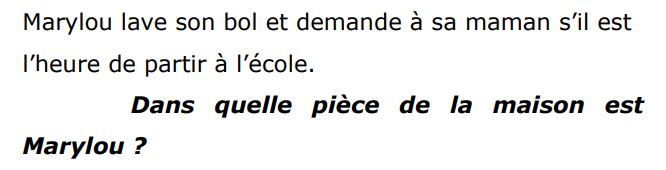 Marylou lave son bol et demande à sa maman s’il est
l’heure de partir à l’école.
Dans quelle pièce de la maison est
Marylou ?